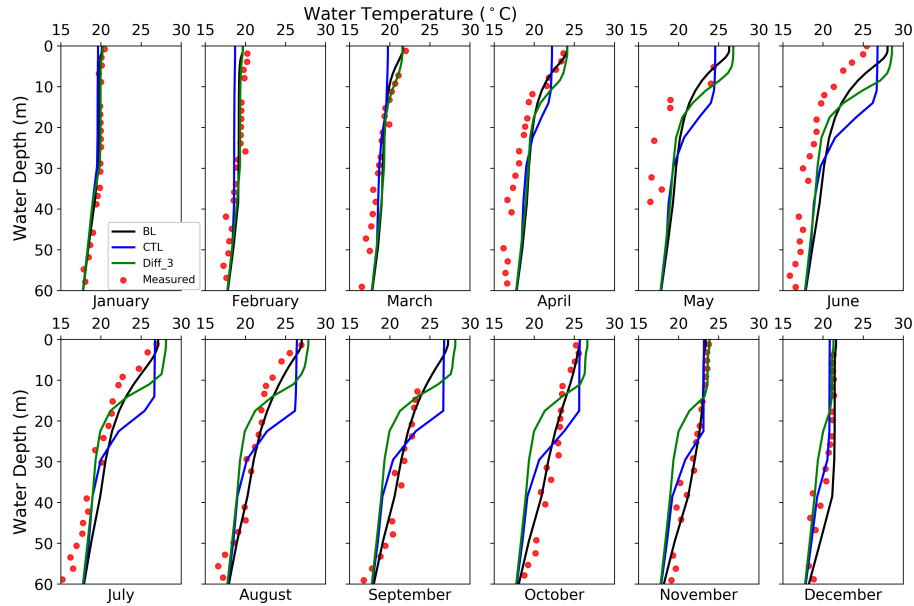 Water Temperature (°C)
15 20 25 30 15 20 25 30 15 20 25 30 15 20 25 30 15 20 25 30 15 20 25 30
0
10
20
30
40
50
60
Water Depth (m)
BL
CTL
Diff_3
Measured
January February March April May June
15 20 25 30 15 20 25 30 15 20 25 30 15 20 25 30 15 20 25 30 15 20 25 30
0
10
20
30
40
50
60
Water Depth (m)
July August September October November December